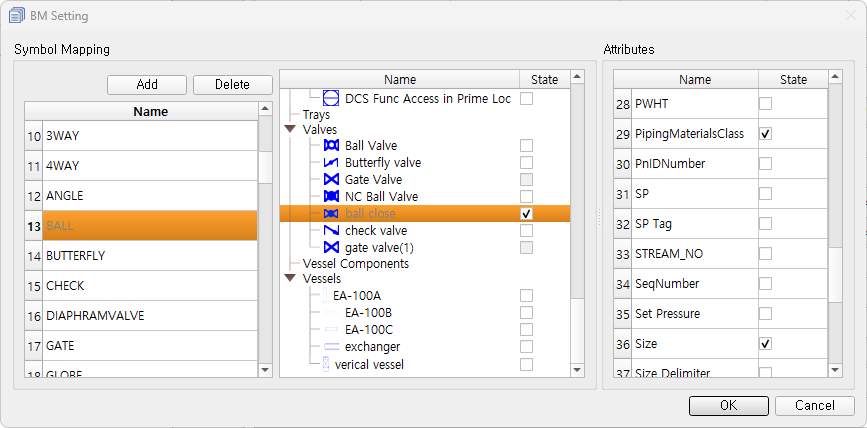 BM Setting
Symbol Mapping
Add
Delete
Name
10 3WAY
11 4WAY
12 ANGLE
13 BALL
14 BUTTERFLY
15 CHECK
16 DIAPHRAMVALVE
17 GATE
18 GLOBE
Name State
DCS Func Access in Prime Loc
Trays
Valves
Ball Valve
Butterfly valve
Gate Valve
NC Ball Valve
ball close
check valve
gate valve(1)
Vessel Components
Vessels
EA-100A
EA-100B
EA-100C
exchanger
verical vessel
Attributes
Name State
28 PWHT
29 PipingMaterialsClass
30 PnIDNumber
31 SP
32 SP Tag
33 STREAM_NO
34 SeqNumber
35 Set Pressure
36 Size
37 Size Delimiter
OK
Cancel